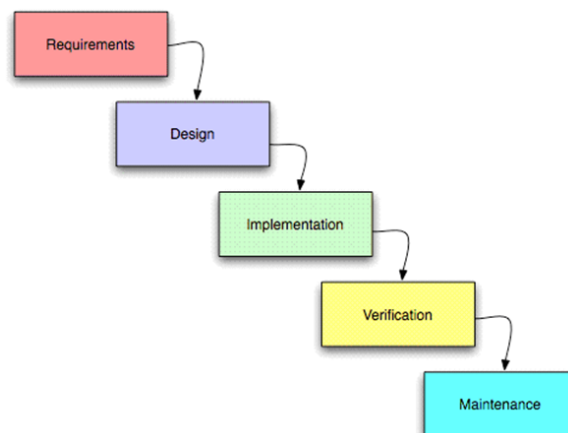 Requirements
Design
Implementation
Verification
Maintenance